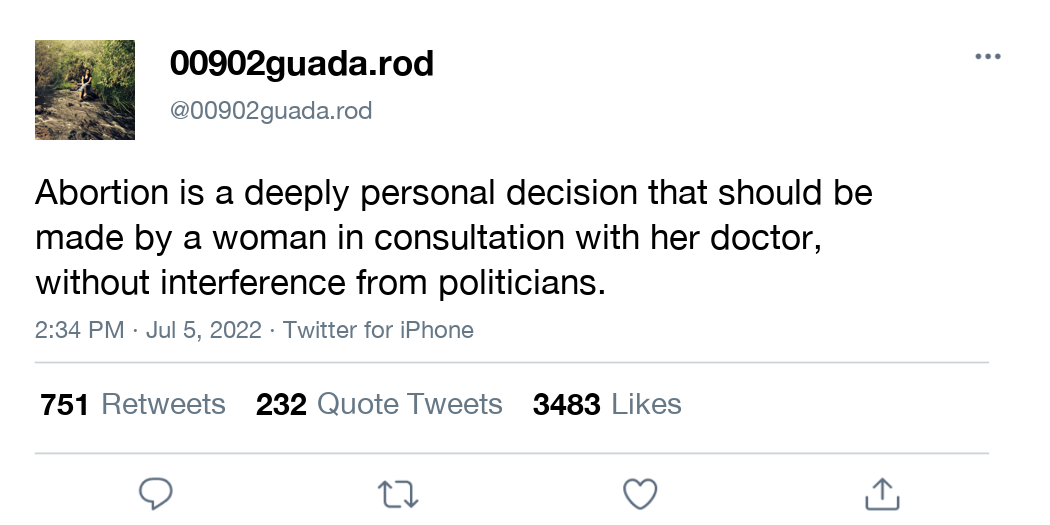 00902guada.rod
@00902guada.rod
Abortion is a deeply personal decision that should be
made by a woman in consultation with her doctor,
without interference from politicians.
2:34 PM · Jul 5, 2022 · Twitter for iPhone
751 Retweets 232 Quote Tweets 3483 Likes